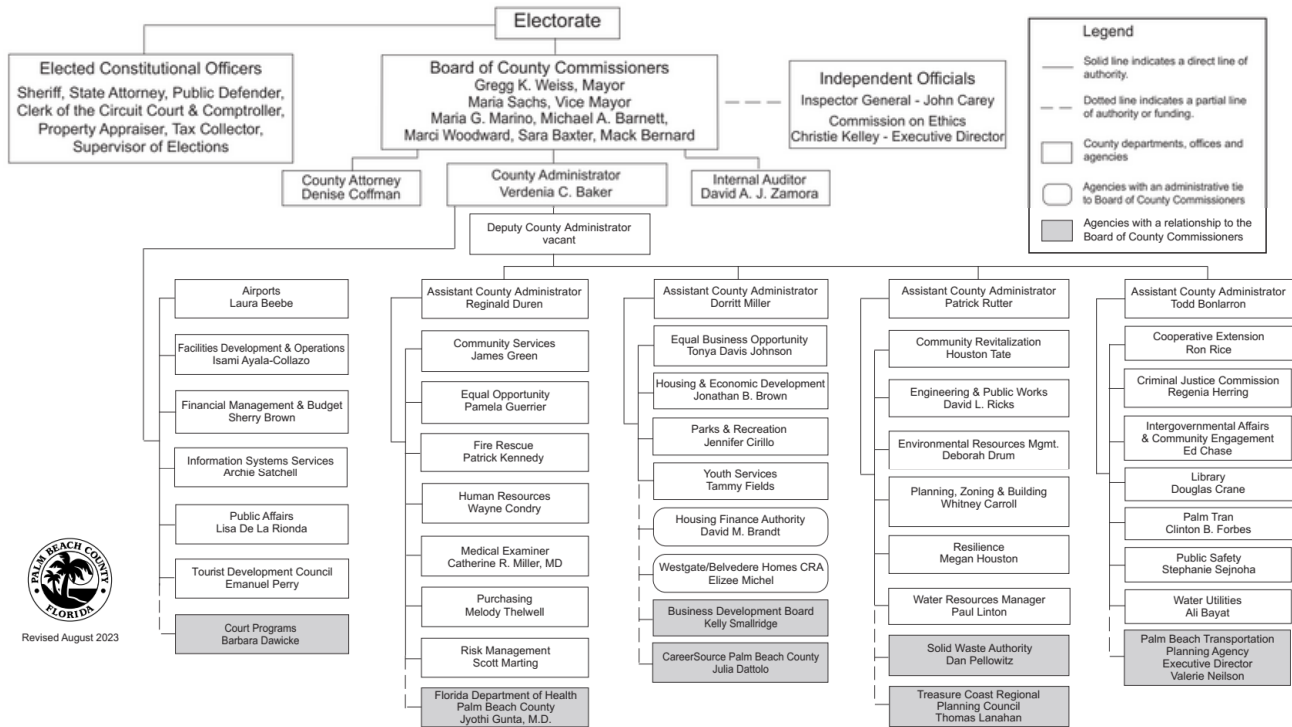 Electorate
Elected Constitutional Officers
Sheriff, State Attorney, Public Defender,
Clerk of the Circuit Court & Comptroller,
Property Appraiser, Tax Collector,
Supervisor of Elections
Board of County Commissioners
Gregg K. Weiss, Mayor
Maria Sachs, Vice Mayor
Maria G. Marino, Michael A. Barnett,
Marci Woodward, Sara Baxter, Mack Bernard
Independent Officials
Inspector General - John Carey
Commission on Ethics
Christie Kelley - Executive Director
Legend
Solid line indicates a direct line of
authority.
Dotted line indicates a partial line
of authority or funding.
County departments, offices and
agencies
Agencies with an administrative tie
to Board of County Commissioners
Agencies with a relationship to the
Board of County Commissioners
County Attorney
Denise Coffman
County Administrator
Verdenia C. Baker
Internal Auditor
David A. J. Zamora
Deputy County Administrator
vacant
Airports
Laura Beebe
Facilities Development & Operations
Isami Ayala-Collazo
Financial Management & Budget
Sherry Brown
Information Systems Services
Archie Satchell
Public Affairs
Lisa De La Rionda
Tourist Development Council
Emanuel Perry
Court Programs
Barbara Dawicke
Assistant County Administrator
Reginald Duren
Community Services
James Green
Equal Opportunity
Pamela Guerrier
Fire Rescue
Patrick Kennedy
Human Resources
Wayne Condry
Medical Examiner
Catherine R. Miller, MD
Purchasing
Melody Thelwell
Risk Management
Scott Marting
Florida Department of Health
Palm Beach County
Jyothi Gunta, M.D.
Assistant County Administrator
Dorritt Miller
Equal Business Opportunity
Tonya Davis Johnson
Housing & Economic Development
Jonathan B. Brown
Parks & Recreation
Jennifer Cirillo
Youth Services
Tammy Fields
Housing Finance Authority
David M. Brandt
Westgate/Belvedere Homes CRA
Elizee Michel
Business Development Board
Kelly Smallridge
CareerSource Palm Beach County
Julia Dattolo
Assistant County Administrator
Patrick Rutter
Community Revitalization
Houston Tate
Engineering & Public Works
David L. Ricks
Environmental Resources Mgmt.
Deborah Drum
Planning, Zoning & Building
Whitney Carroll
Resilience
Megan Houston
Water Resources Manager
Paul Linton
Solid Waste Authority
Dan Pellowitz
Treasure Coast Regional
Planning Council
Thomas Lanahan
Assistant County Administrator
Todd Bonlarron
Cooperative Extension
Ron Rice
Criminal Justice Commission
Regenia Herring
Intergovernmental Affairs
& Community Engagement
Ed Chase
Library
Douglas Crane
Palm Tran
Clinton B. Forbes
Public Safety
Stephanie Sejnoha
Water Utilities
Ali Bayat
Palm Beach Transportation
Planning Agency
Executive Director
Valerie Neilson
PALM BEACH COUNTY
FLORIDA
Revised August 2023